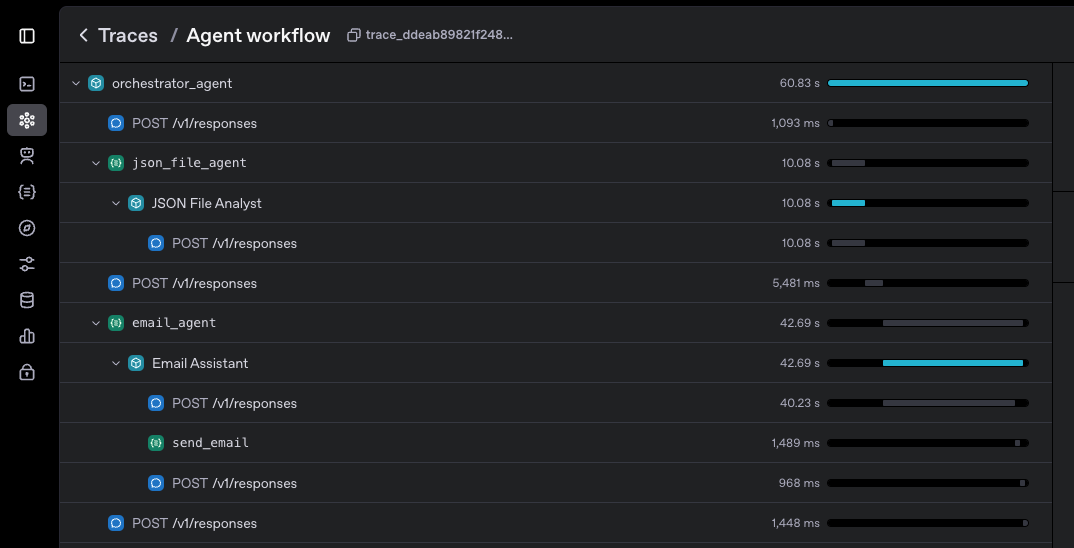 Traces / Agent workflow trace_ddeab89821f248...
orchestrator_agent 60.83 s
POST /v1/responses 1,093 ms
json_file_agent 10.08 s
JSON File Analyst 10.08 s
POST /v1/responses 10.08 s
POST /v1/responses 5,481 ms
email_agent 42.69 s
Email Assistant 42.69 s
POST /v1/responses 40.23 s
send_email 1,489 ms
POST /v1/responses 968 ms
POST /v1/responses 1,448 ms